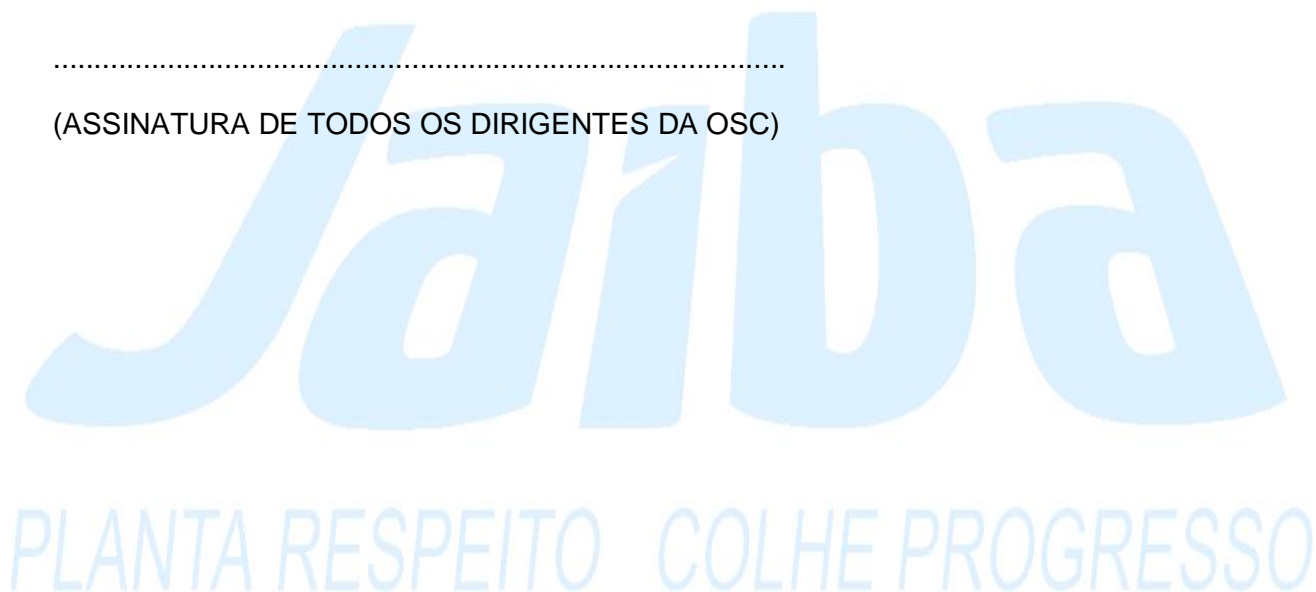 ..........................................................................................
(ASSINATURA DE TODOS OS DIRIGENTES DA OSC)
Jaíba
PLANTA RESPEITO COLHE PROGRESSO